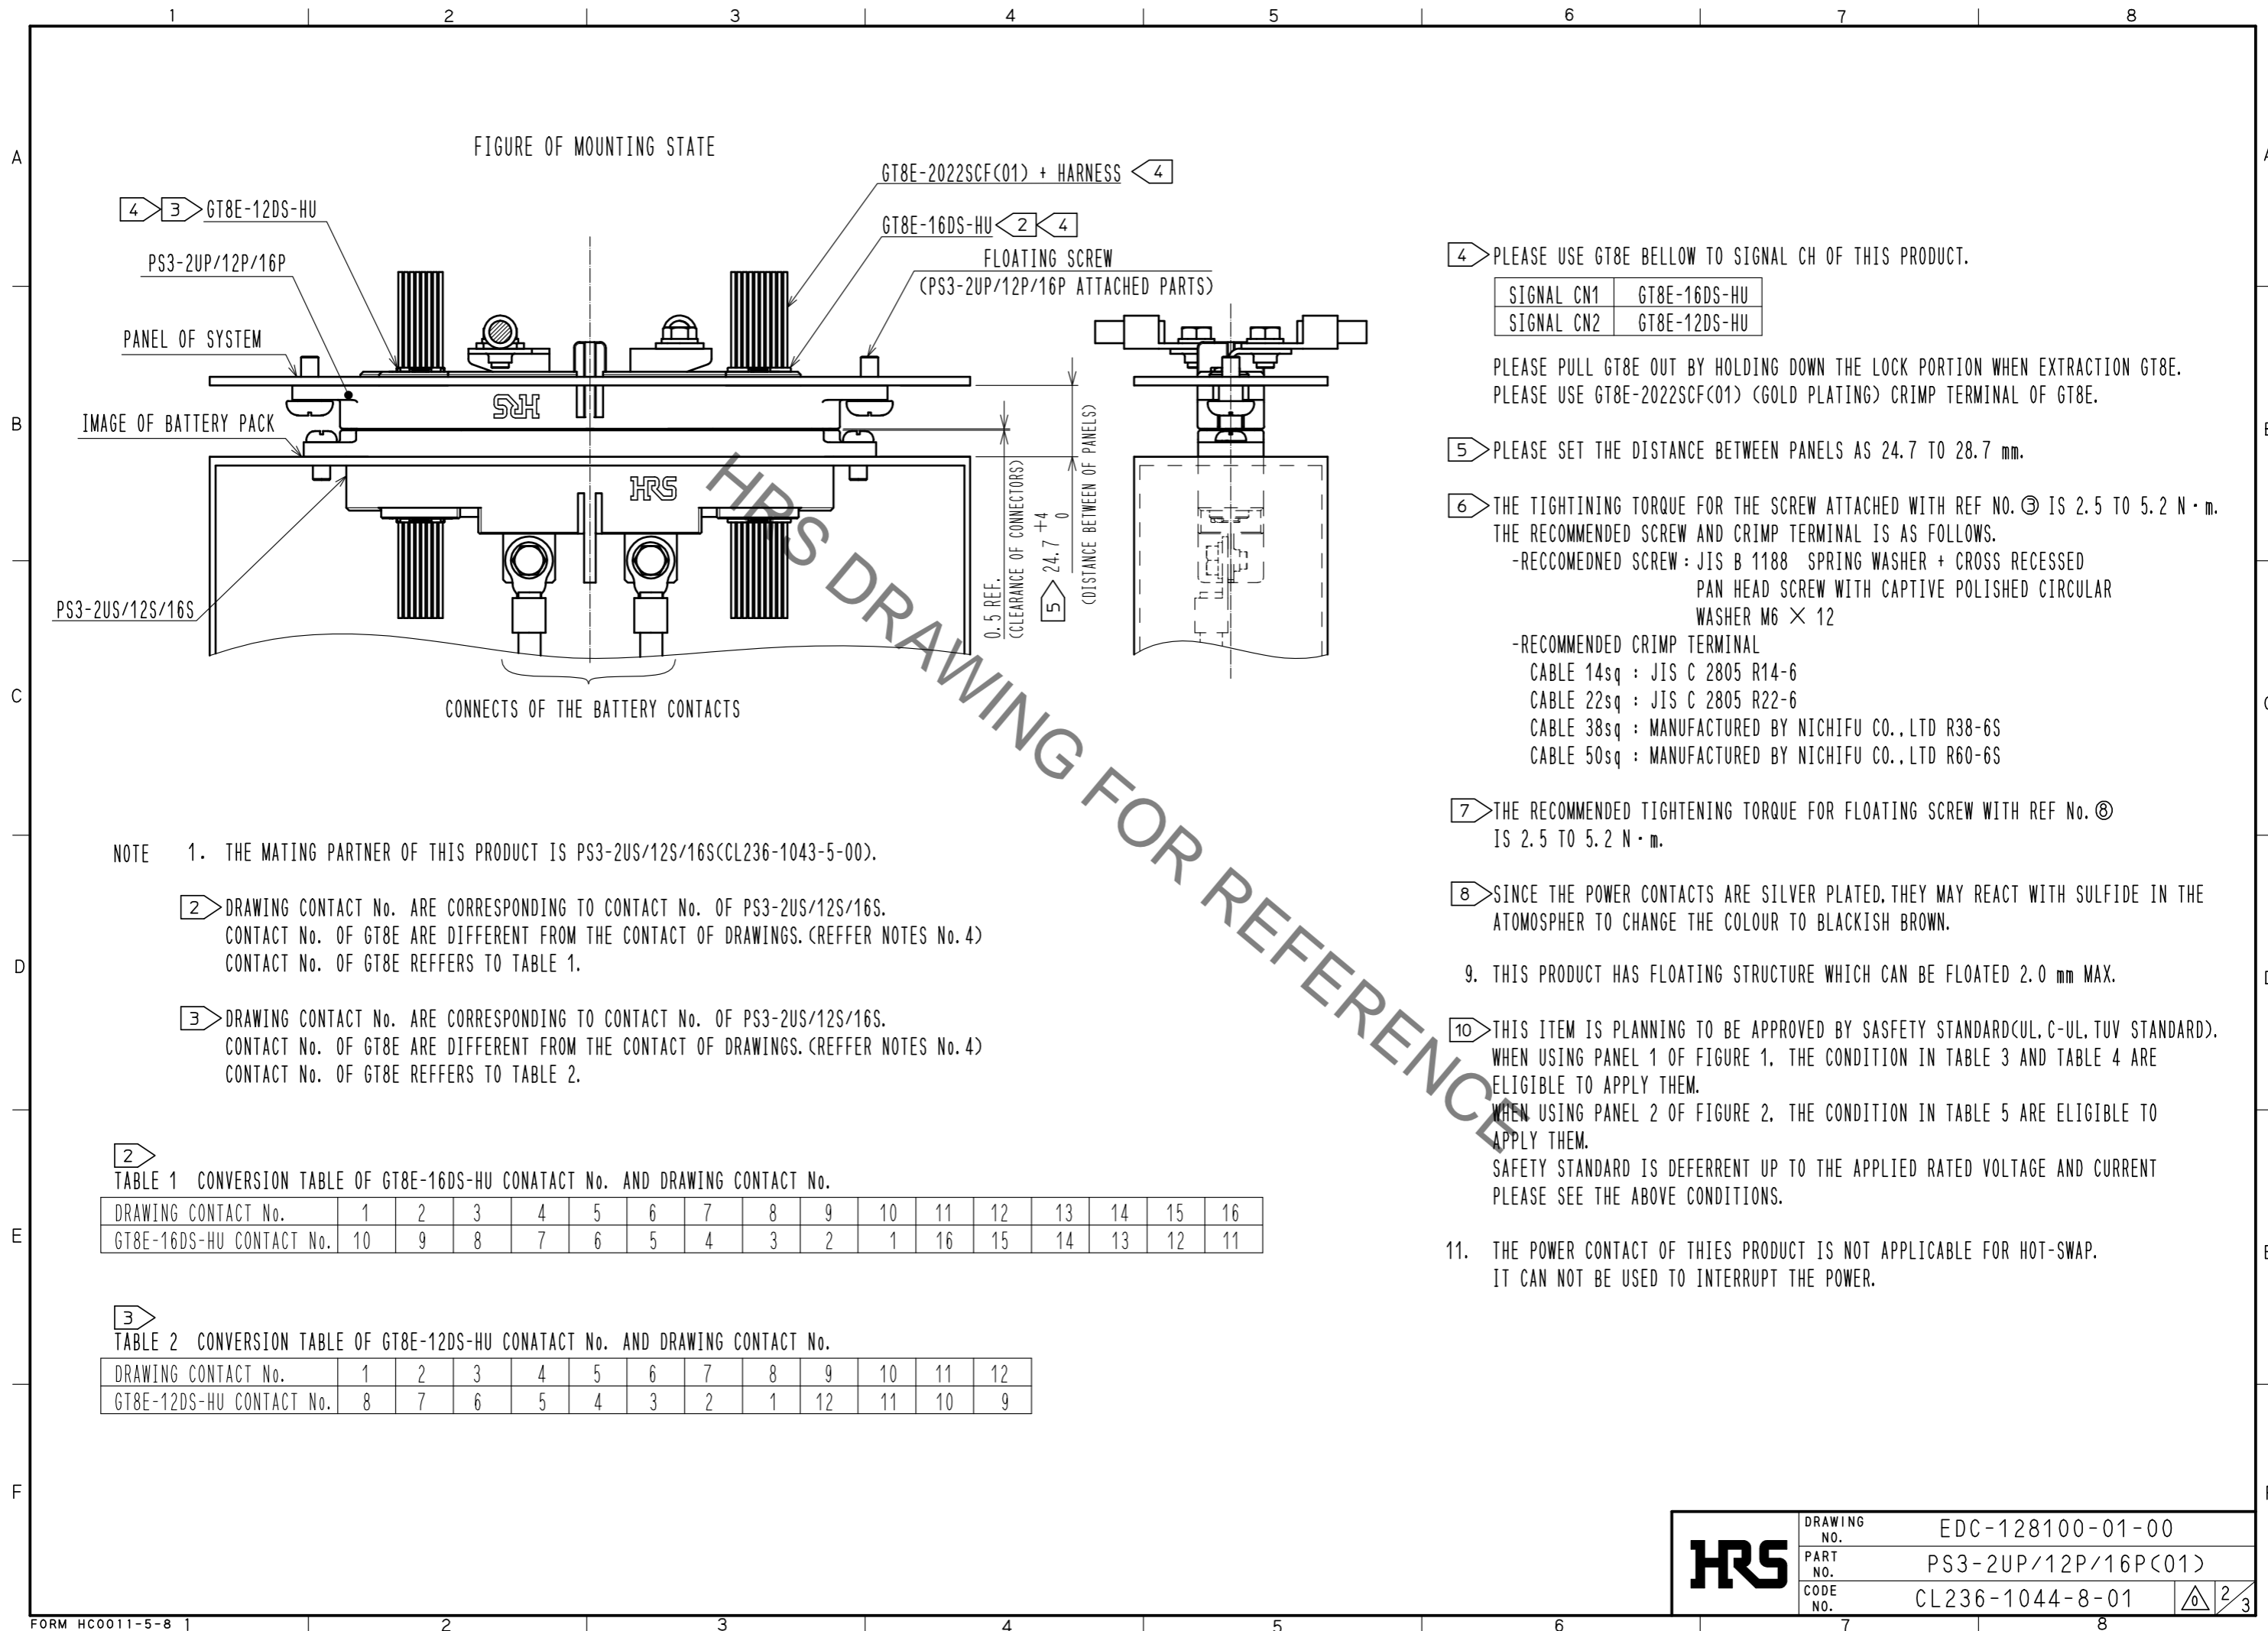 1 2 3 4 5 6 7 8
A
B
C
D
E
F
FIGURE OF MOUNTING STATE
GT8E-2022SCF(01) + HARNESS 4
4 3 GT8E-12DS-HU
GT8E-16DS-HU 2 4
PS3-2UP/12P/16P
FLOATING SCREW
(PS3-2UP/12P/16P ATTACHED PARTS)
PANEL OF SYSTEM
HRS
IMAGE OF BATTERY PACK
HRS
PS3-2US/12S/16S
0.5 REF.
(CLEARANCE OF CONNECTORS)
5 24.7 +4 0
(DISTANCE BETWEEN OF PANELS)
CONNECTS OF THE BATTERY CONTACTS
HRS DRAWING FOR REFERENCE
NOTE 1. THE MATING PARTNER OF THIS PRODUCT IS PS3-2US/12S/16S(CL236-1043-5-00).
2 DRAWING CONTACT No. ARE CORRESPONDING TO CONTACT No. OF PS3-2US/12S/16S.
CONTACT No. OF GT8E ARE DIFFERENT FROM THE CONTACT OF DRAWINGS.(REFFER NOTES No.4)
CONTACT No. OF GT8E REFFERS TO TABLE 1.
3 DRAWING CONTACT No. ARE CORRESPONDING TO CONTACT No. OF PS3-2US/12S/16S.
CONTACT No. OF GT8E ARE DIFFERENT FROM THE CONTACT OF DRAWINGS.(REFFER NOTES No.4)
CONTACT No. OF GT8E REFFERS TO TABLE 2.
2
TABLE 1 CONVERSION TABLE OF GT8E-16DS-HU CONATACT No. AND DRAWING CONTACT No.
DRAWING CONTACT No. 1 2 3 4 5 6 7 8 9 10 11 12 13 14 15 16
GT8E-16DS-HU CONTACT No. 10 9 8 7 6 5 4 3 2 1 16 15 14 13 12 11
3
TABLE 2 CONVERSION TABLE OF GT8E-12DS-HU CONATACT No. AND DRAWING CONTACT No.
DRAWING CONTACT No. 1 2 3 4 5 6 7 8 9 10 11 12
GT8E-12DS-HU CONTACT No. 8 7 6 5 4 3 2 1 12 11 10 9
4 PLEASE USE GT8E BELLOW TO SIGNAL CH OF THIS PRODUCT.
SIGNAL CN1 GT8E-16DS-HU
SIGNAL CN2 GT8E-12DS-HU
PLEASE PULL GT8E OUT BY HOLDING DOWN THE LOCK PORTION WHEN EXTRACTION GT8E.
PLEASE USE GT8E-2022SCF(01) (GOLD PLATING) CRIMP TERMINAL OF GT8E.
5 PLEASE SET THE DISTANCE BETWEEN PANELS AS 24.7 TO 28.7 mm.
6 THE TIGHTINING TORQUE FOR THE SCREW ATTACHED WITH REF NO. ③ IS 2.5 TO 5.2 N・m.
THE RECOMMENDED SCREW AND CRIMP TERMINAL IS AS FOLLOWS.
-RECCOMEDNED SCREW : JIS B 1188 SPRING WASHER + CROSS RECESSED
PAN HEAD SCREW WITH CAPTIVE POLISHED CIRCULAR
WASHER M6 × 12
-RECOMMENDED CRIMP TERMINAL
CABLE 14sq : JIS C 2805 R14-6
CABLE 22sq : JIS C 2805 R22-6
CABLE 38sq : MANUFACTURED BY NICHIFU CO.,LTD R38-6S
CABLE 50sq : MANUFACTURED BY NICHIFU CO.,LTD R60-6S
7 THE RECOMMENDED TIGHTENING TORQUE FOR FLOATING SCREW WITH REF No. ⑧
IS 2.5 TO 5.2 N・m.
8 SINCE THE POWER CONTACTS ARE SILVER PLATED,THEY MAY REACT WITH SULFIDE IN THE
ATOMOSPHER TO CHANGE THE COLOUR TO BLACKISH BROWN.
9. THIS PRODUCT HAS FLOATING STRUCTURE WHICH CAN BE FLOATED 2.0 mm MAX.
10 THIS ITEM IS PLANNING TO BE APPROVED BY SASFETY STANDARD(UL,C-UL,TUV STANDARD).
WHEN USING PANEL 1 OF FIGURE 1, THE CONDITION IN TABLE 3 AND TABLE 4 ARE
ELIGIBLE TO APPLY THEM.
WHEN USING PANEL 2 OF FIGURE 2, THE CONDITION IN TABLE 5 ARE ELIGIBLE TO
APPLY THEM.
SAFETY STANDARD IS DEFERRENT UP TO THE APPLIED RATED VOLTAGE AND CURRENT
PLEASE SEE THE ABOVE CONDITIONS.
11. THE POWER CONTACT OF THIES PRODUCT IS NOT APPLICABLE FOR HOT-SWAP.
IT CAN NOT BE USED TO INTERRUPT THE POWER.
HRS
DRAWING NO. EDC-128100-01-00
PART NO. PS3-2UP/12P/16P(01)
CODE NO. CL236-1044-8-01 0 2/3
FORM HC0011-5-8 1 2 3 4 5 6 7 8